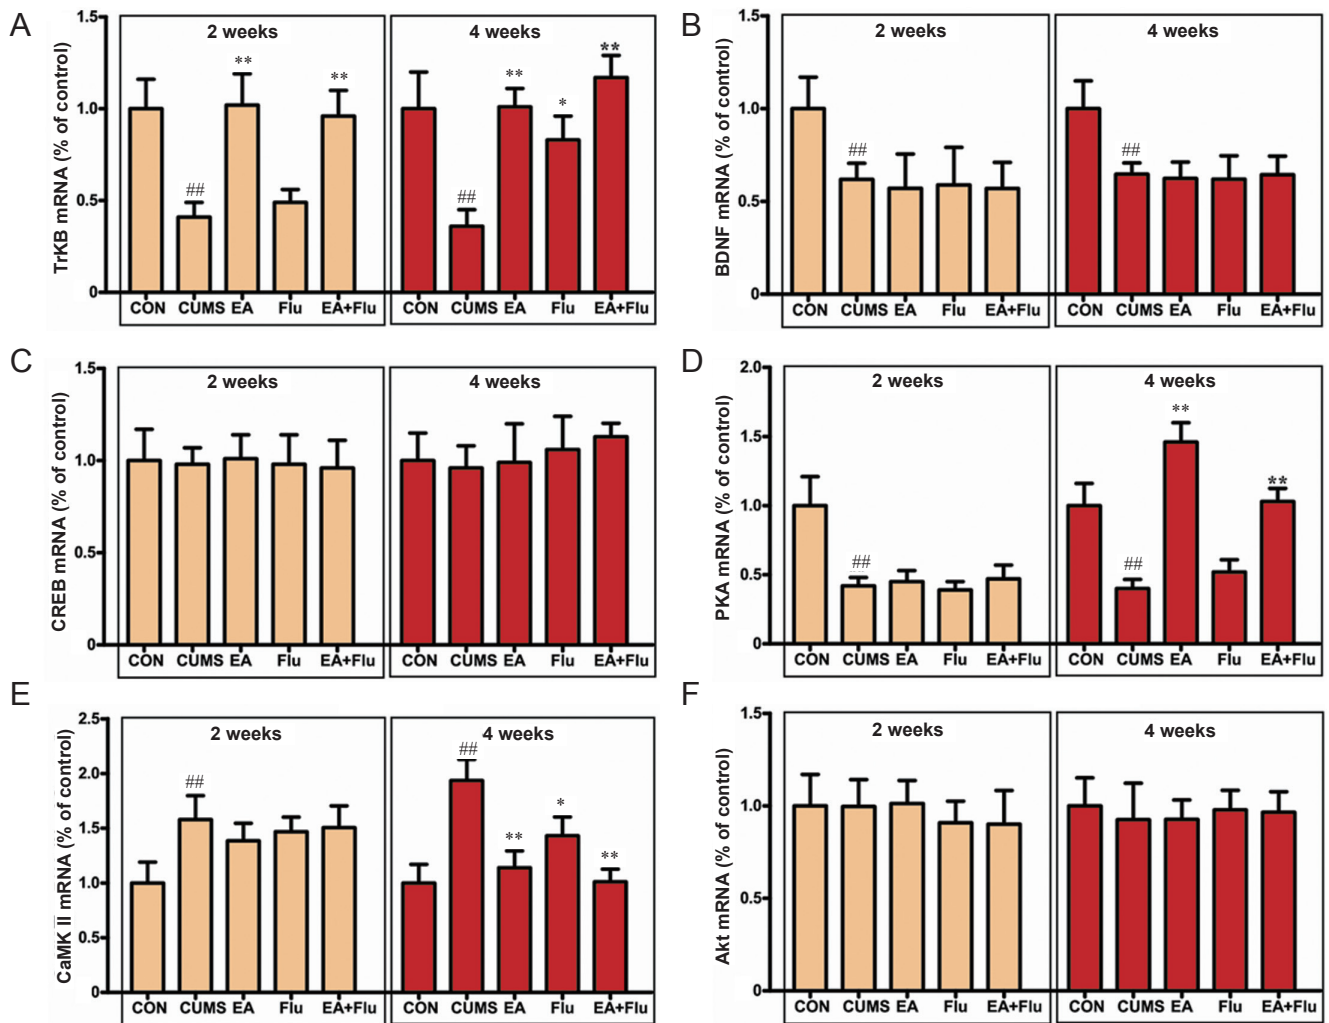 A
TrKB mRNA (% of control)
1.5
1.0
0.5
0
2 weeks
##
**
**
CON CUMS EA Flu EA+Flu
4 weeks
##
**
*
**
CON CUMS EA Flu EA+Flu
B
BDNF mRNA (% of control)
1.5
1.0
0.5
0
2 weeks
##
CON CUMS EA Flu EA+Flu
4 weeks
##
CON CUMS EA Flu EA+Flu
C
CREB mRNA (% of control)
1.5
1.0
0.5
0
2 weeks
CON CUMS EA Flu EA+Flu
4 weeks
CON CUMS EA Flu EA+Flu
D
PKA mRNA (% of control)
2.0
1.5
1.0
0.5
0
2 weeks
##
CON CUMS EA Flu EA+Flu
4 weeks
##
**
**
CON CUMS EA Flu EA+Flu
E
CaMK II mRNA (% of control)
2.5
2.0
1.5
1.0
0.5
0
2 weeks
##
CON CUMS EA Flu EA+Flu
4 weeks
##
**
*
**
CON CUMS EA Flu EA+Flu
F
Akt mRNA (% of control)
1.5
1.0
0.5
0
2 weeks
CON CUMS EA Flu EA+Flu
4 weeks
CON CUMS EA Flu EA+Flu